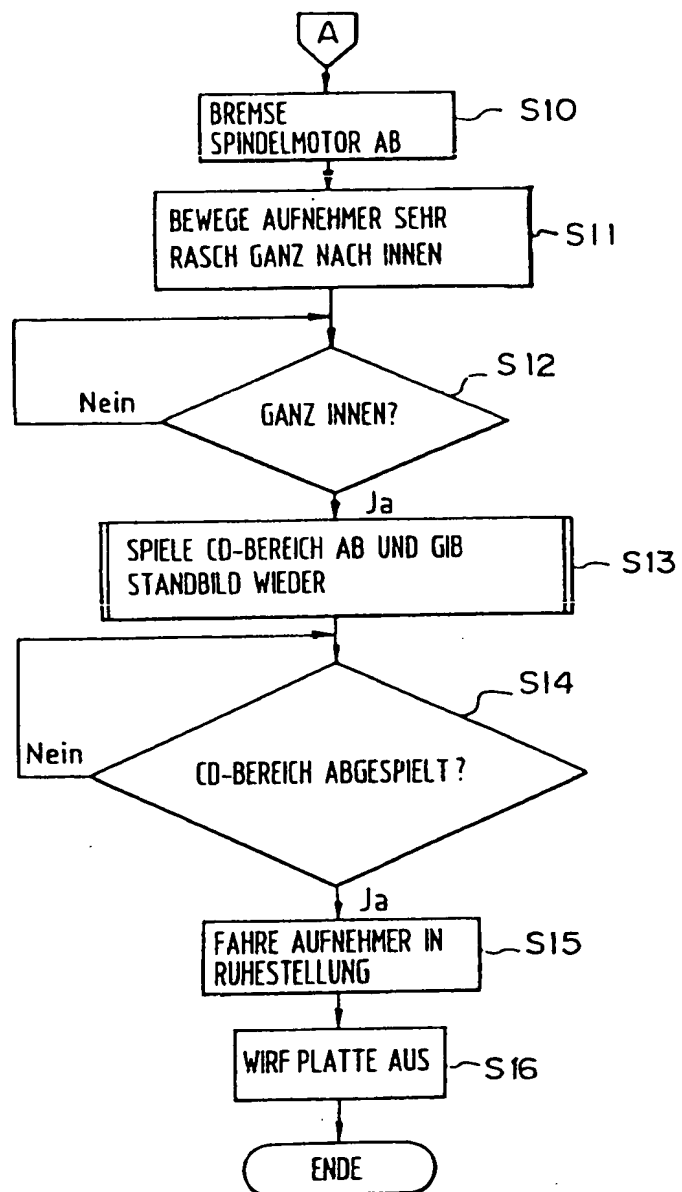 A
BREMSE
SPINDELMOTOR AB
S10
BEWEGE AUFNEHMER SEHR
RASCH GANZ NACH INNEN
S11
S12
Nein
GANZ INNEN?
Ja
SPIELE CD-BEREICH AB UND GIB
STANDBILD WIEDER
S13
S14
Nein
CD-BEREICH ABGESPIELT?
Ja
FAHRE AUFNEHMER IN
RUHESTELLUNG
S15
WIRF PLATTE AUS
S16
ENDE